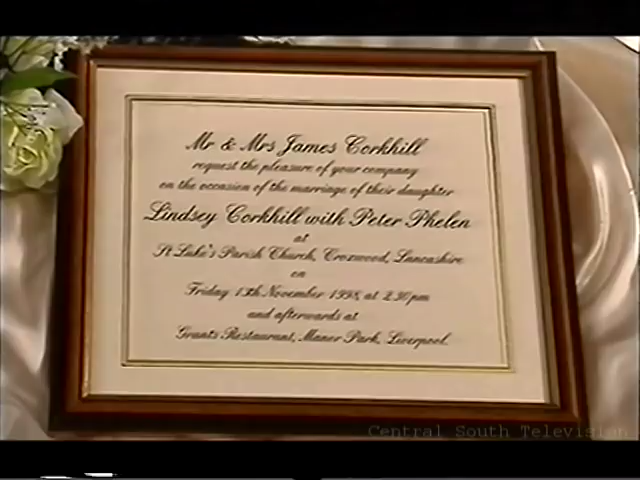 Mr & Mrs James Corkhill
request the pleasure of your company
on the occasion of the marriage of their daughter
Lindsey Corkhill with Peter Phelen
at
St Luke's Parish Church, Croxwood, Lancashire
on
Friday 13th November 1998, at 2.30pm
and afterwards at
Grants Restaurant, Manor Park, Liverpool.
Central South Television